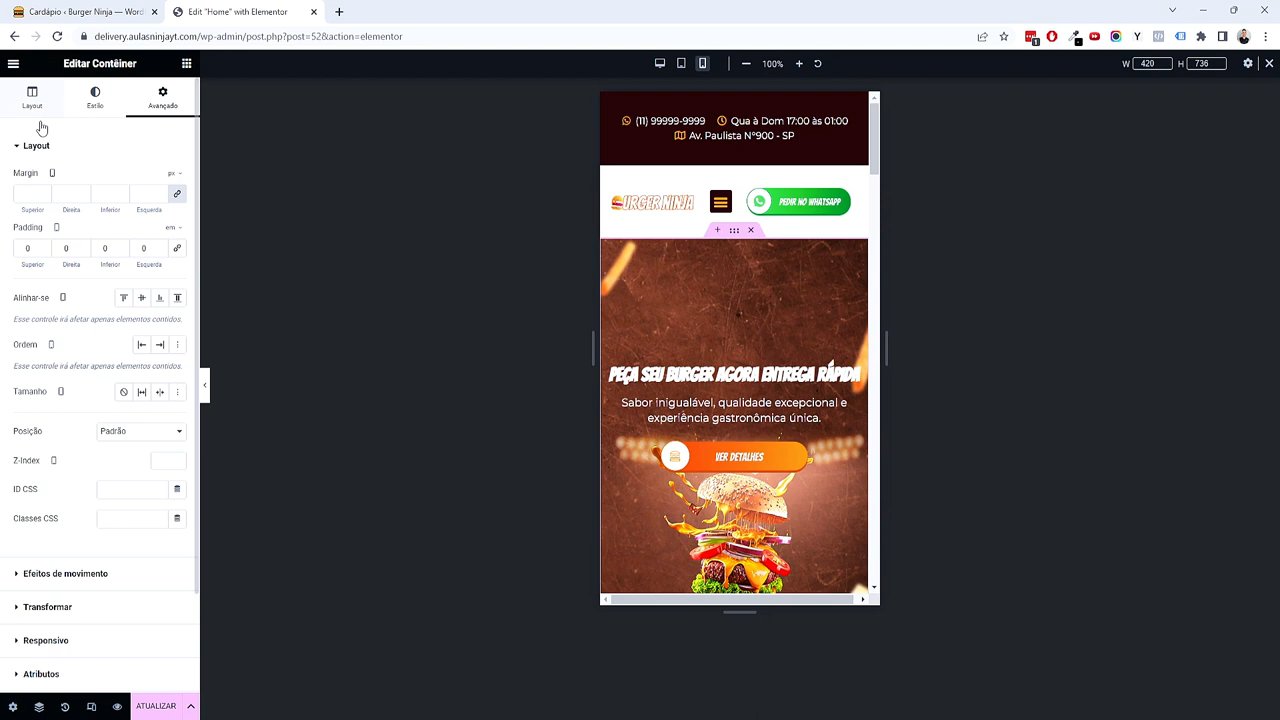 Cardápio ‹ Burger Ninja — Word
Edit "Home" with Elementor
delivery.aulasninjayt.com/wp-admin/post.php?post=52&action=elementor
Editar Contêiner
100%
W 420 H 736
Layout Estilo Avançado
Layout
Margin px
Superior Direita Inferior Esquerda
Padding em
0 0 0 0
Superior Direita Inferior Esquerda
Alinhar-se
Esse controle irá afetar apenas elementos contidos.
Ordem
Esse controle irá afetar apenas elementos contidos.
Tamanho
Posição Padrão
Z-Index
ID CSS
Classes CSS
Efeitos de movimento
Transformar
Responsivo
Atributos
ATUALIZAR
(11) 99999-9999 Qua à Dom 17:00 às 01:00
Av. Paulista N°900 - SP
URGER NINJA
PEDIR NO WHATSAPP
PEÇA SEU BURGER AGORA ENTREGA RÁPIDA
Sabor inigualável, qualidade excepcional e
experiência gastronômica única.
VER DETALHES